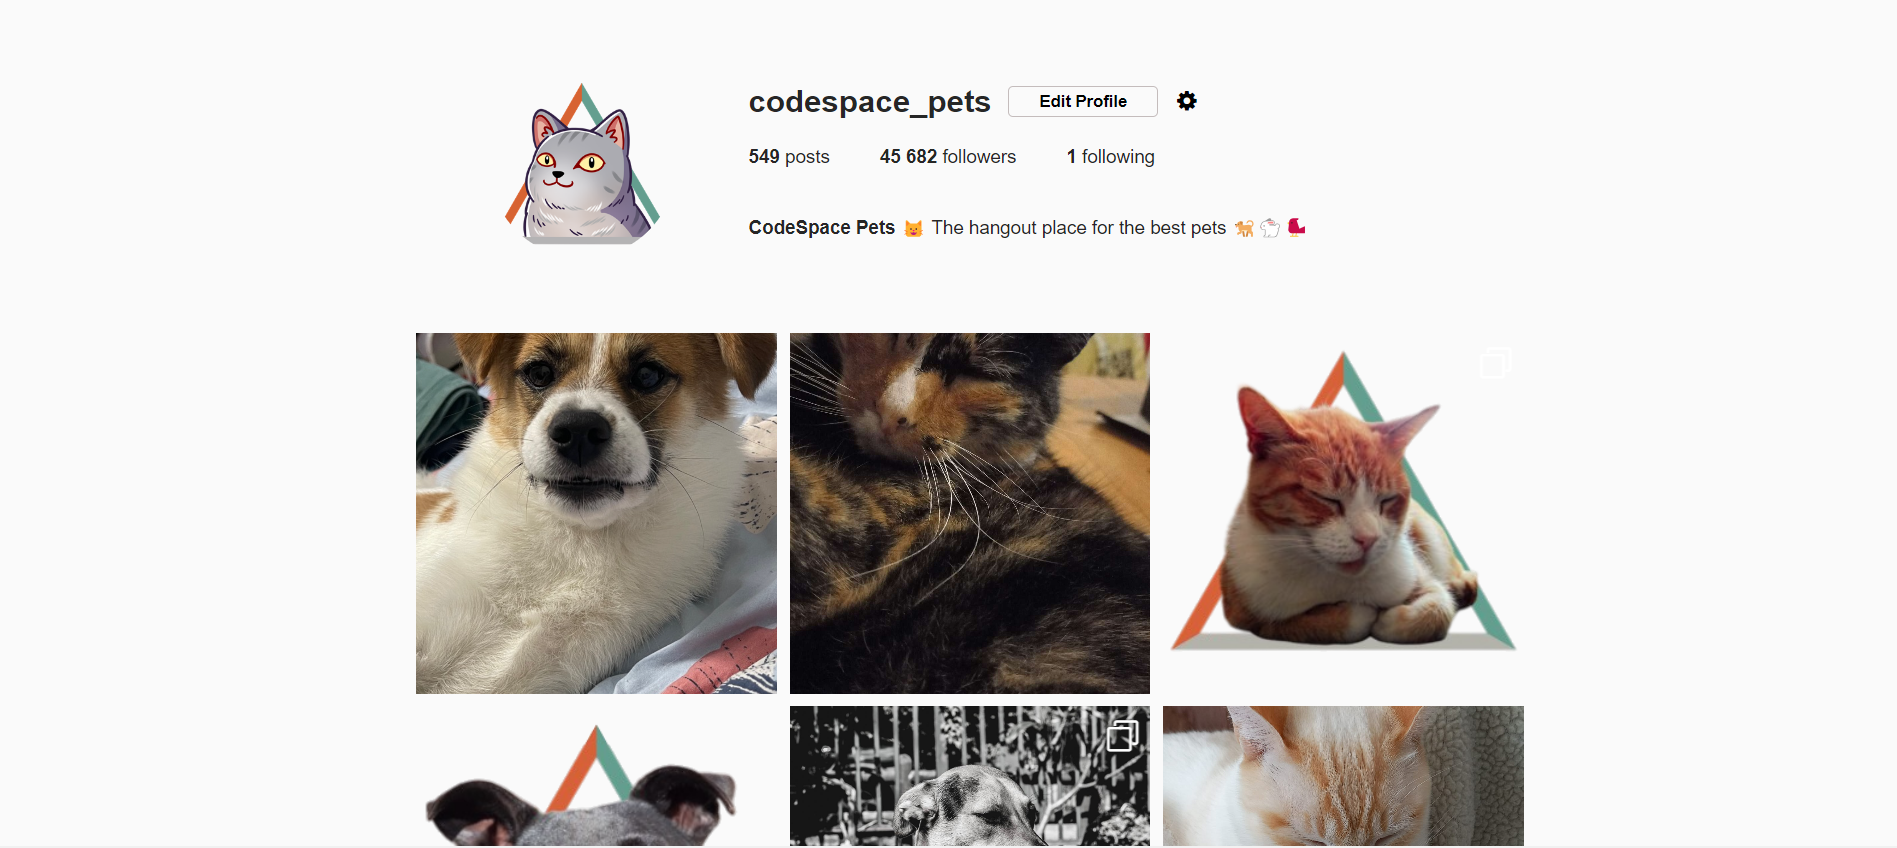 codespace_pets Edit Profile
549 posts 45 682 followers 1 following
CodeSpace Pets 🐱 The hangout place for the best pets 🐈🐁🐓